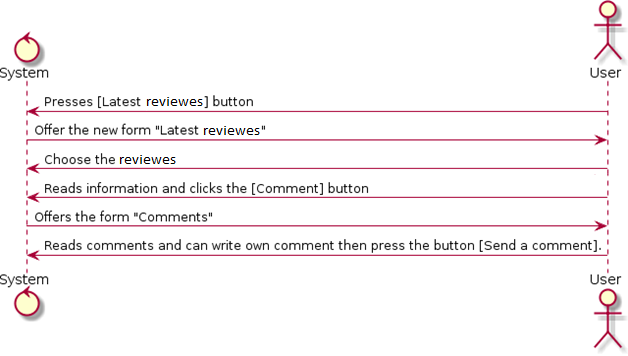 System
User
Presses [Latest reviewes] button
Offer the new form "Latest reviewes"
Choose the reviewes
Reads information and clicks the [Comment] button
Offers the form "Comments"
Reads comments and can write own comment then press the button [Send a comment].
System
User